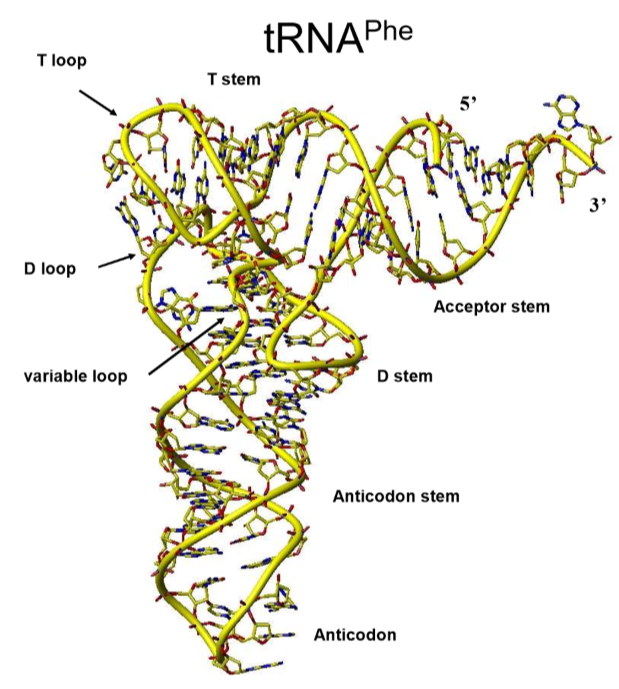 tRNAPhe
T loop
T stem
5’
3’
D loop
Acceptor stem
variable loop
D stem
Anticodon stem
Anticodon